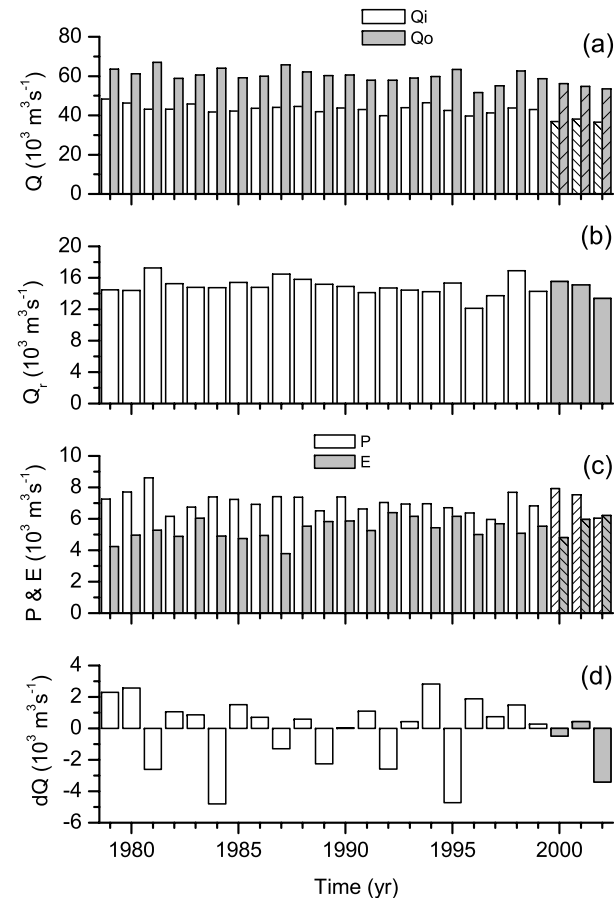 Qi
Qo
(a)
80
60
40
20
0
Q (10³ m³s⁻¹)
(b)
20
16
12
8
4
0
Qᵣ (10³ m³s⁻¹)
P
E
(c)
10
8
6
4
2
0
P & E (10³ m³s⁻¹)
(d)
4
2
0
-2
-4
-6
dQ (10³ m³s⁻¹)
1980 1985 1990 1995 2000
Time (yr)